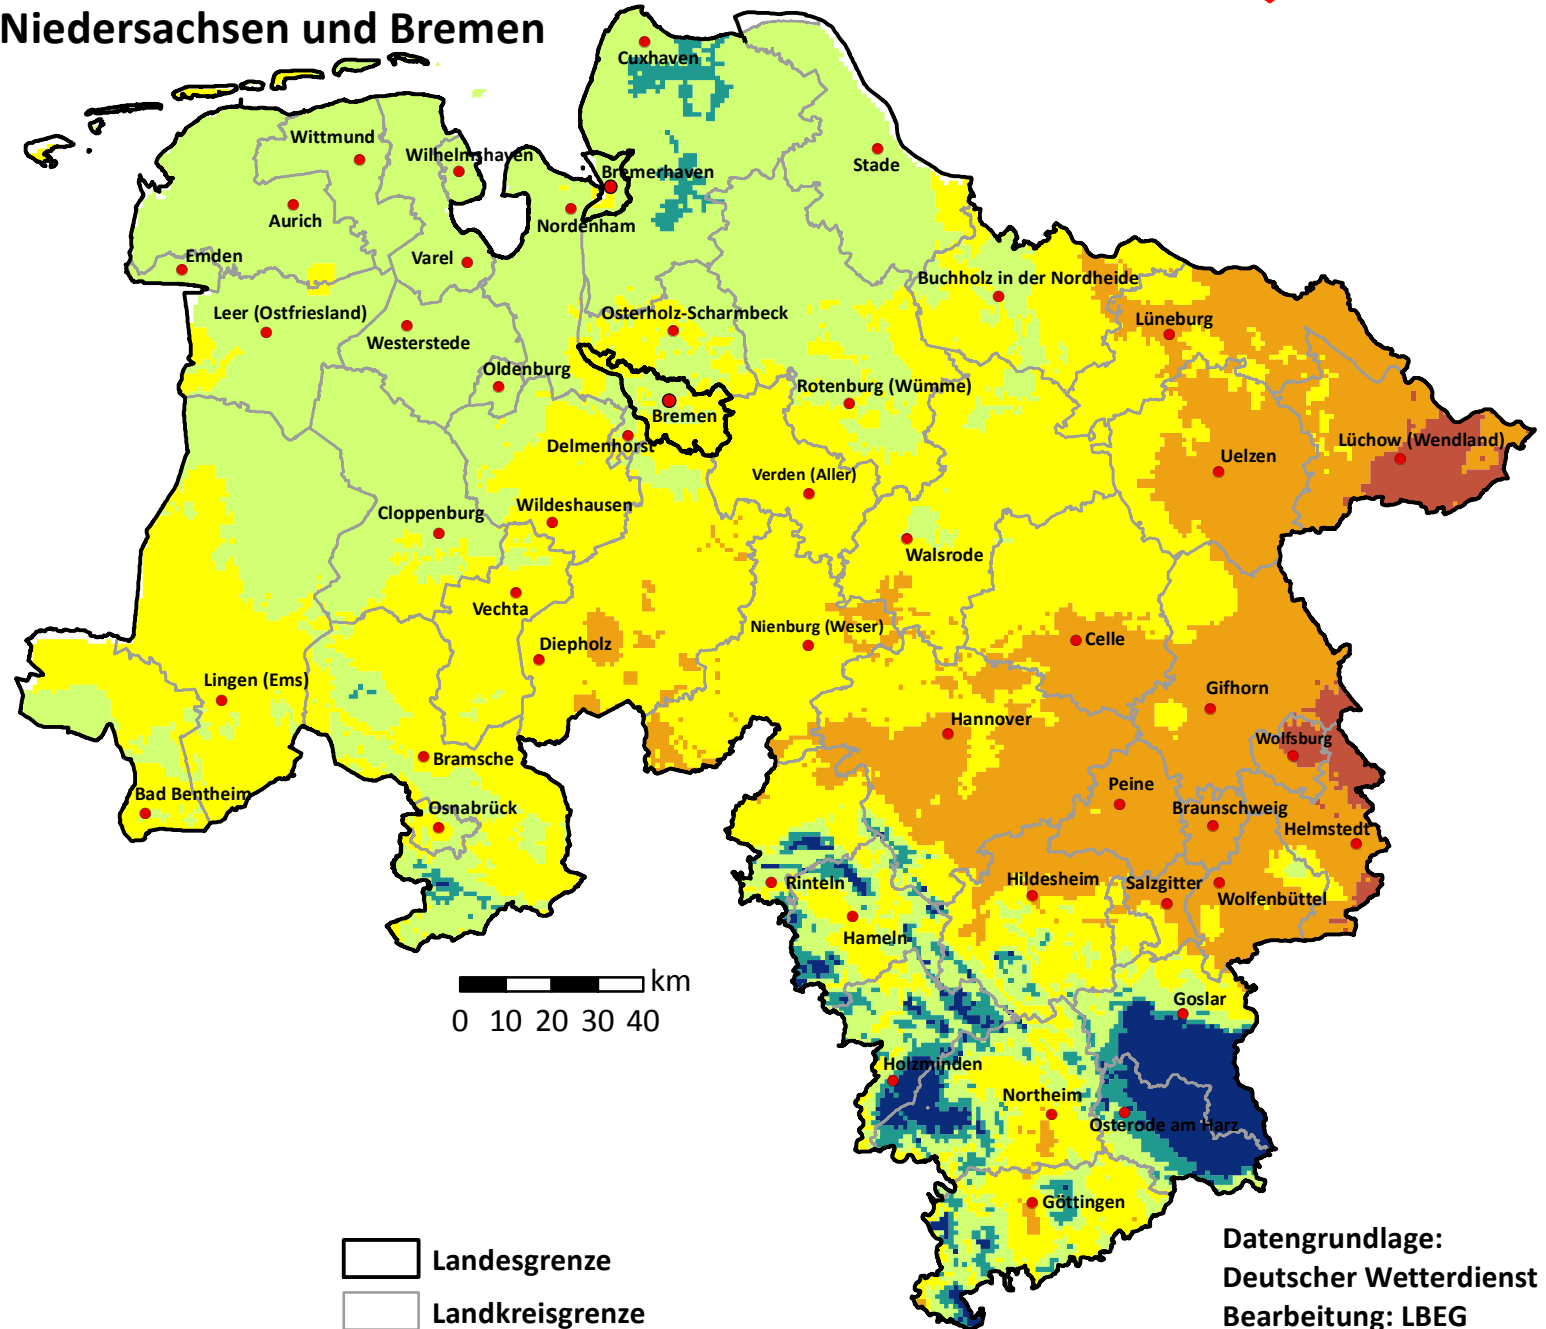 Niedersachsen und Bremen
Cuxhaven
Wittmund
Wilhelmshaven
Bremerhaven
Stade
Aurich
Nordenham
Emden
Varel
Buchholz in der Nordheide
Leer (Ostfriesland)
Osterholz-Scharmbeck
Lüneburg
Westerstede
Oldenburg
Rotenburg (Wümme)
Bremen
Delmenhorst
Lüchow (Wendland)
Uelzen
Verden (Aller)
Wildeshausen
Cloppenburg
Walsrode
Vechta
Nienburg (Weser)
Diepholz
Celle
Lingen (Ems)
Gifhorn
Hannover
Wolfsburg
Bramsche
Peine
Bad Bentheim
Osnabrück
Braunschweig
Helmstedt
Rinteln
Hildesheim
Salzgitter
Wolfenbüttel
Hameln
km
0 10 20 30 40
Goslar
Holzminden
Northeim
Osterode am Harz
Göttingen
Landesgrenze
Landkreisgrenze
Datengrundlage:
Deutscher Wetterdienst
Bearbeitung: LBEG